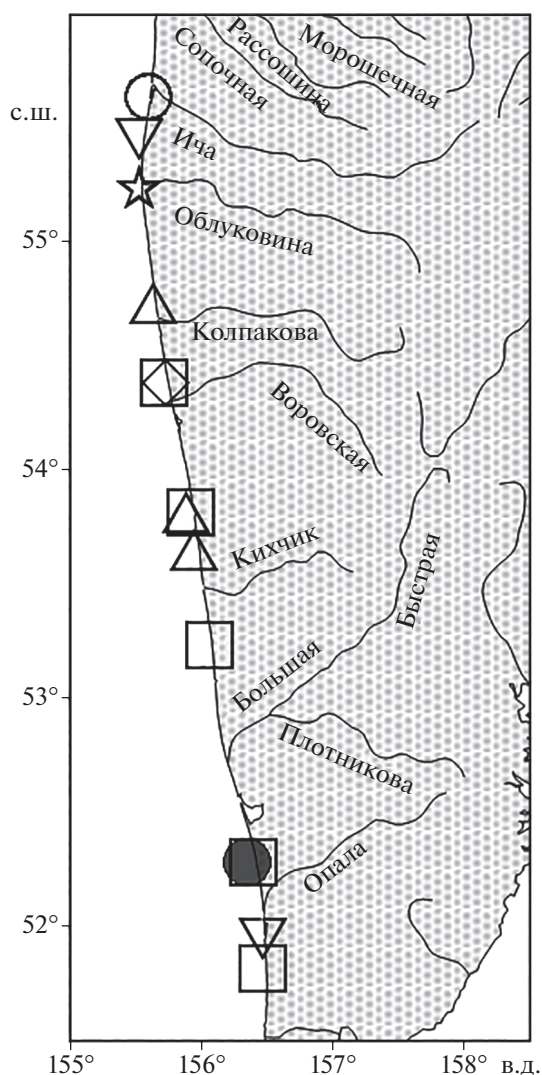 Морошечная
Рассошина
Сопочная
с.ш.
Ича
Облуковина
55°
Колпакова
Воровская
54°
Кихчик
Быстрая
Большая
53°
Плотникова
Опала
52°
155° 156° 157° 158° в.д.